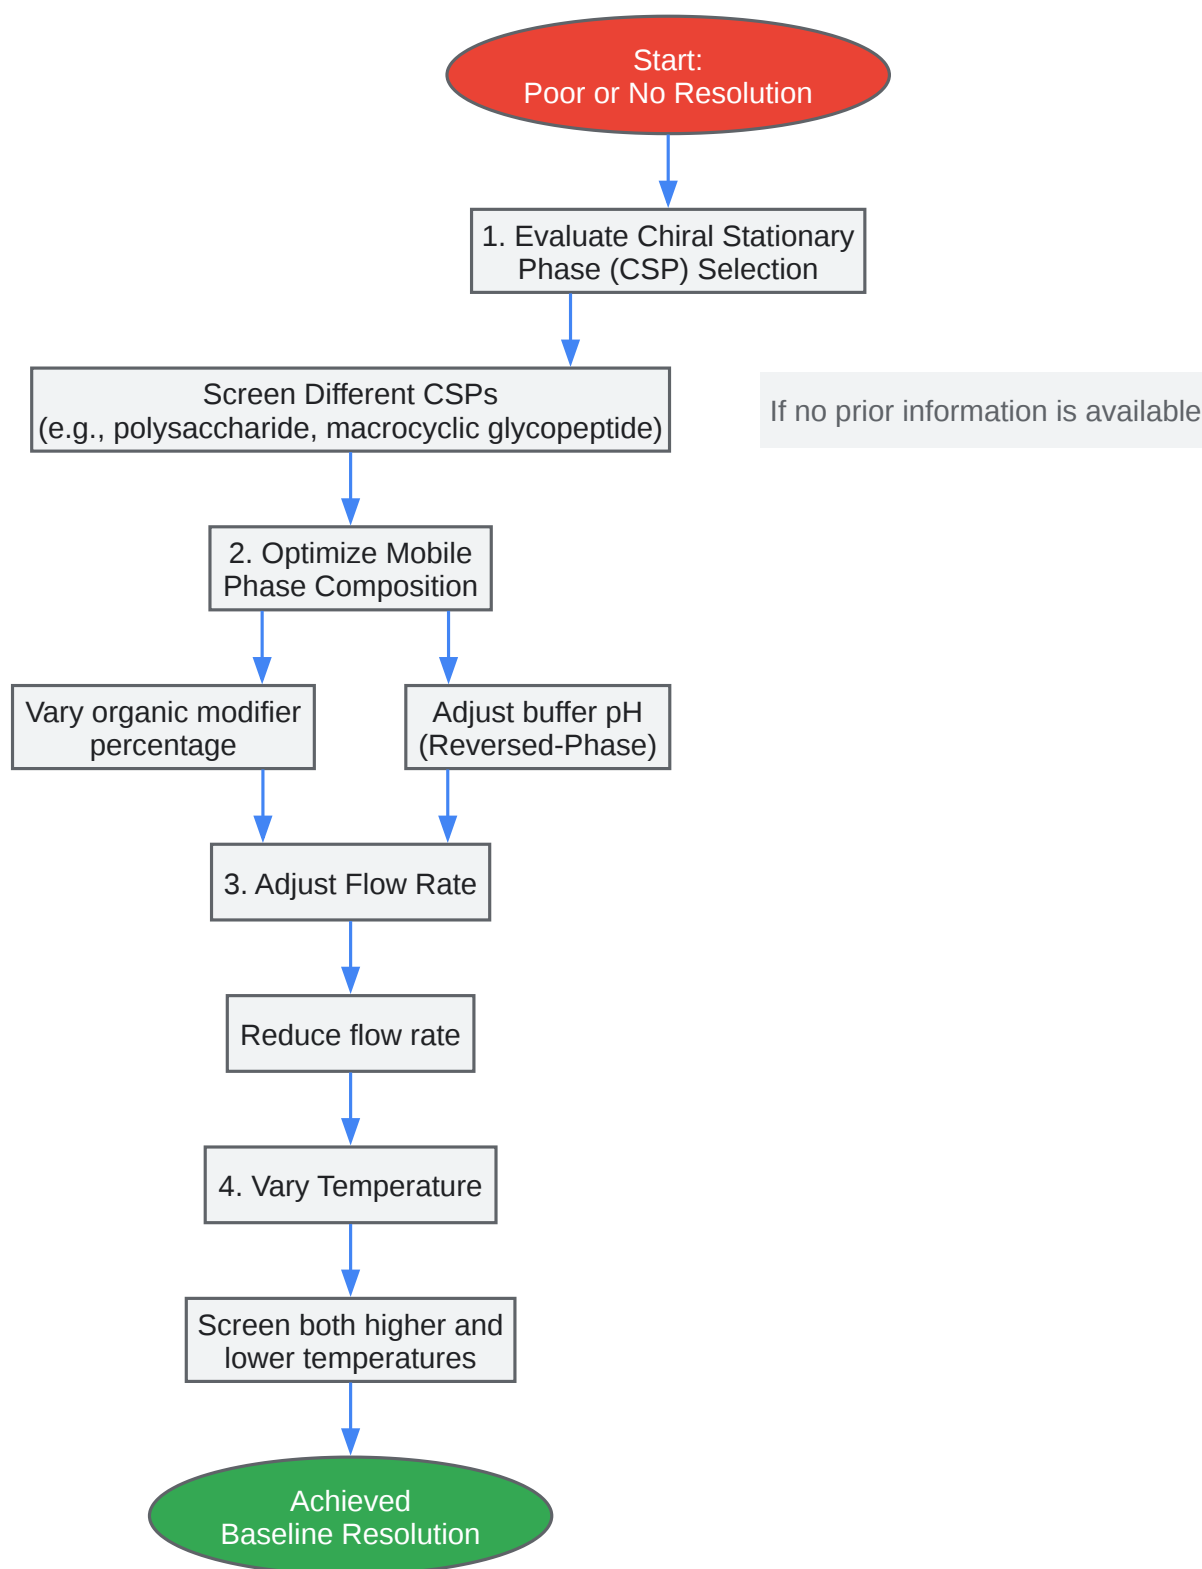 Start:
Poor or No Resolution
1. Evaluate Chiral Stationary
Phase (CSP) Selection
Screen Different CSPs
(e.g., polysaccharide, macrocyclic glycopeptide)
If no prior information is available
2. Optimize Mobile
Phase Composition
Vary organic modifier
percentage
Adjust buffer pH
(Reversed-Phase)
3. Adjust Flow Rate
Reduce flow rate
4. Vary Temperature
Screen both higher and
lower temperatures
Achieved
Baseline Resolution